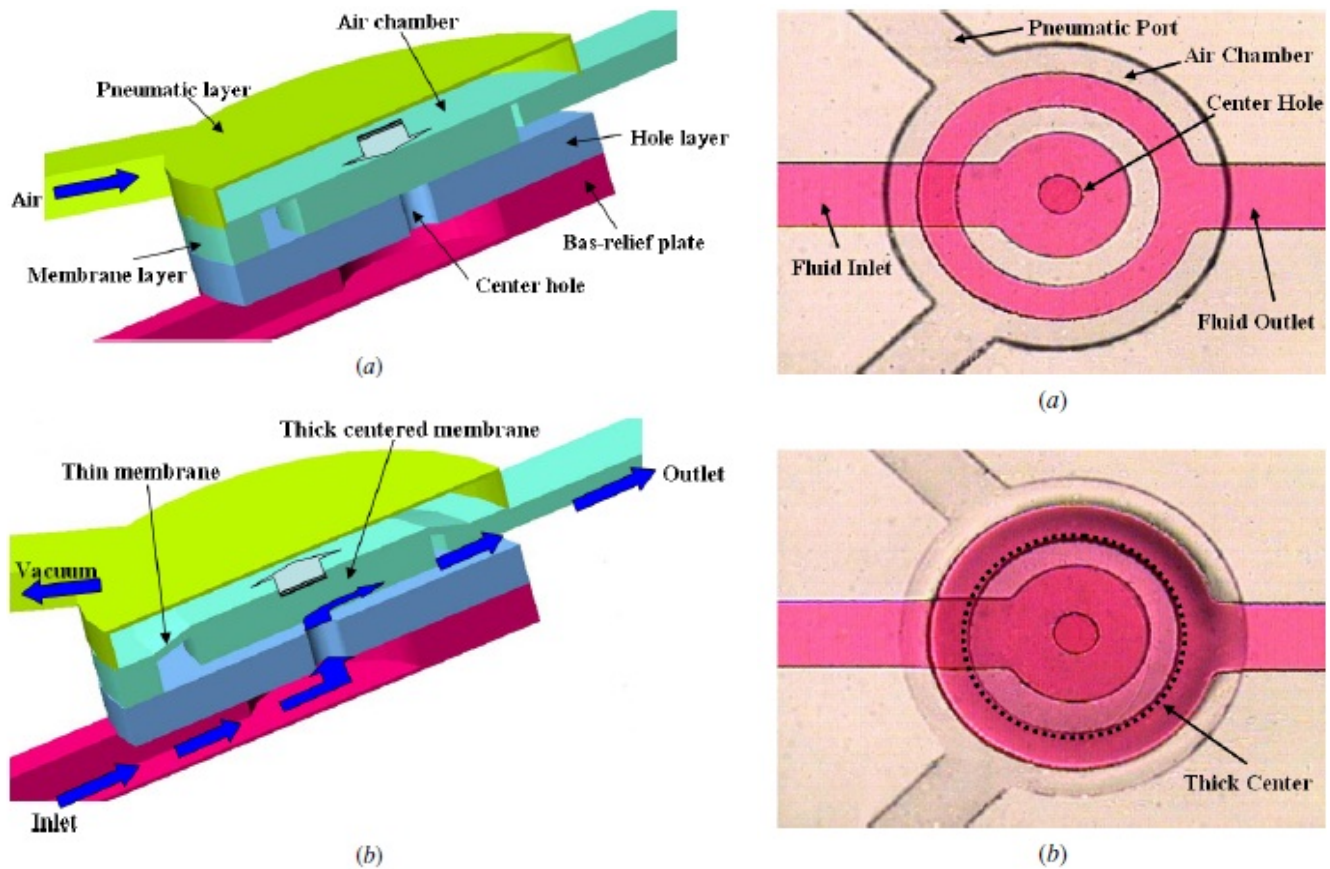 Air chamber
Pneumatic layer
Hole layer
Air
Bas-relief plate
Membrane layer
Center hole
(a)
Thick centered membrane
Thin membrane
Outlet
Vacuum
Inlet
(b)
Pneumatic Port
Air Chamber
Center Hole
Fluid Inlet
Fluid Outlet
(a)
Thick Center
(b)